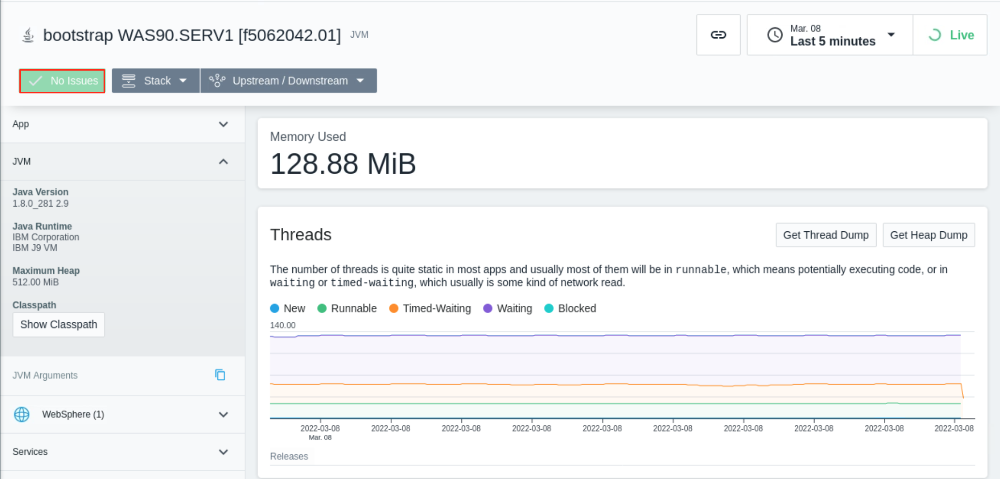 bootstrap WAS90.SERV1 [f5062042.01] JVM
Mar. 08
Last 5 minutes
Live
No Issues
Stack
Upstream / Downstream
App
JVM
Java Version
1.8.0_281 2.9
Java Runtime
IBM Corporation
IBM J9 VM
Maximum Heap
512.00 MiB
Classpath
Show Classpath
JVM Arguments
WebSphere (1)
Services
Memory Used
128.88 MiB
Threads
Get Thread Dump
Get Heap Dump
The number of threads is quite static in most apps and usually most of them will be in runnable, which means potentially executing code, or in
waiting or timed-waiting, which usually is some kind of network read.
New Runnable Timed-Waiting Waiting Blocked
140.00
2022-03-08 2022-03-08 2022-03-08 2022-03-08 2022-03-08 2022-03-08 2022-03-08 2022-03-08 2022-03-08 2022-03-08
Mar. 08
Releases